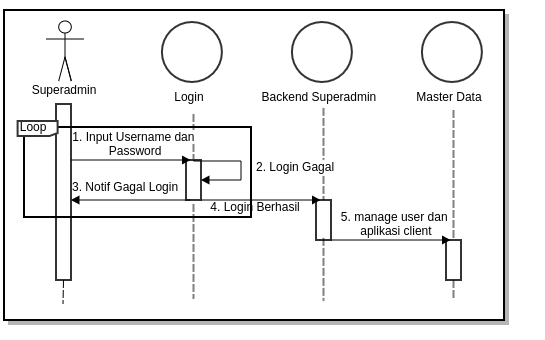 Superadmin
Login
Backend Superadmin
Master Data
Loop
1. Input Username dan
Password
2. Login Gagal
3. Notif Gagal Login
4. Login Berhasil
5. manage user dan
aplikasi client